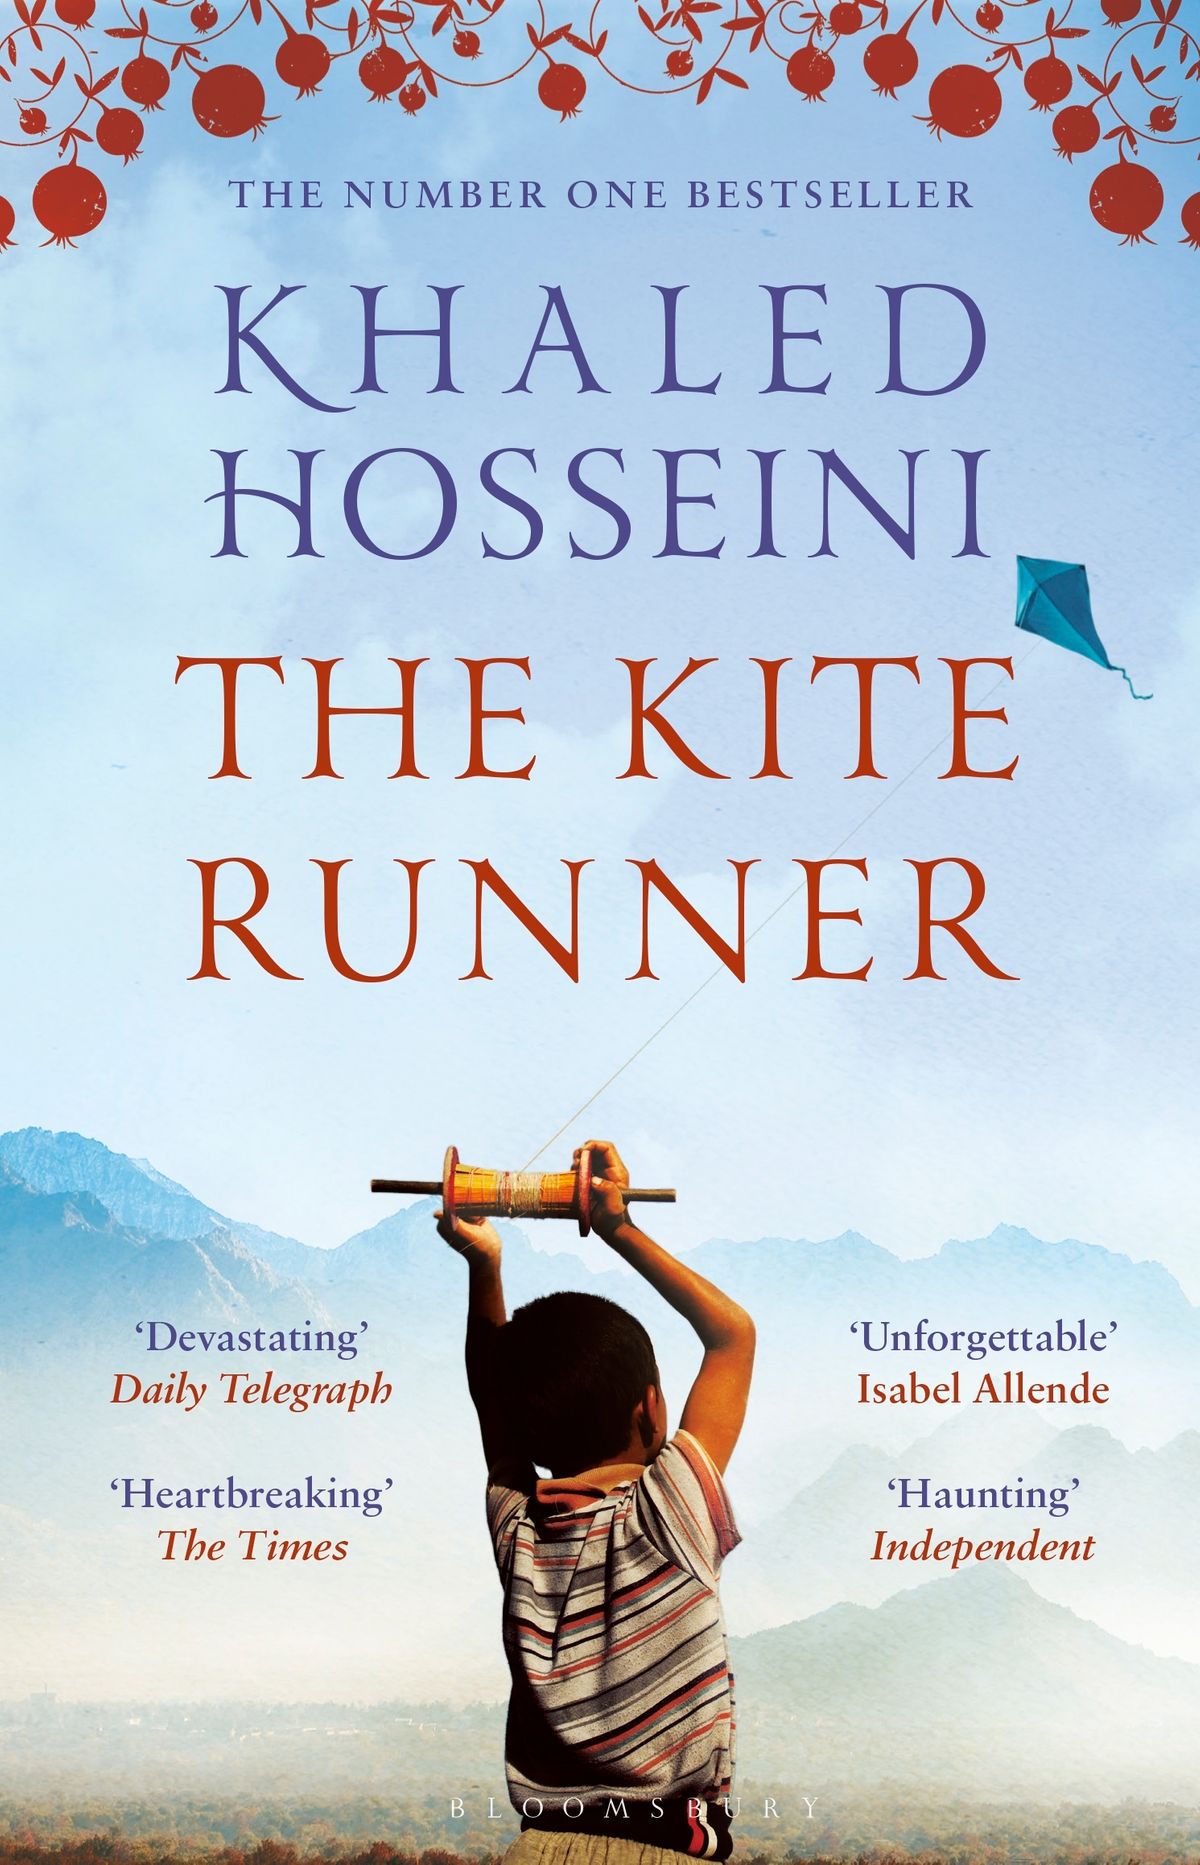 THE NUMBER ONE BESTSELLER
KHALED
HOSSEINI
THE KITE
RUNNER
‘Devastating’
Daily Telegraph
‘Heartbreaking’
The Times
‘Unforgettable’
Isabel Allende
‘Haunting’
Independent
BLOOMSBURY